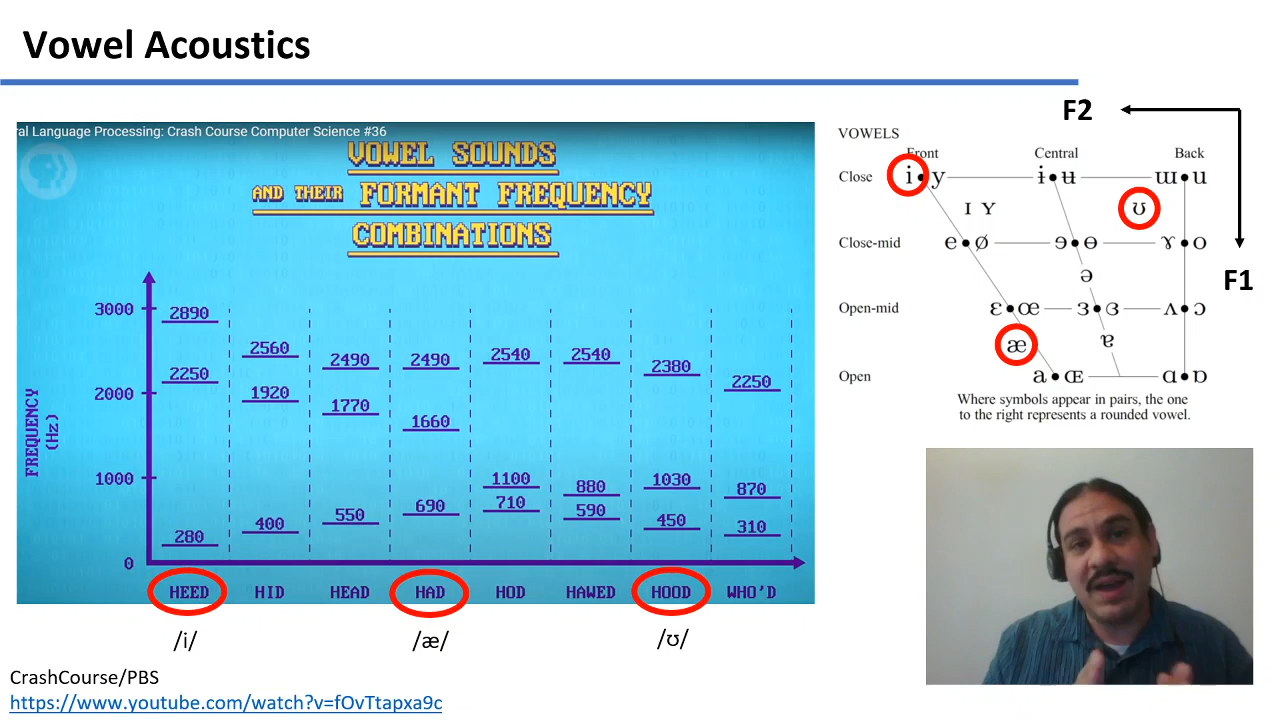 Vowel Acoustics
ral Language Processing: Crash Course Computer Science #36
VOWEL SOUNDS
AND THEIR FORMANT FREQUENCY
COMBINATIONS
FREQUENCY
(Hz)
3000
2000
1000
0
2890
2250
280
2560
1920
400
2490
1770
550
2490
1660
690
2540
1100
710
2540
880
590
2380
1030
450
2250
870
310
HEED HID HEAD HAD HOD HAWED HOOD WHO'D
/i/ /æ/ /ʊ/
CrashCourse/PBS
https://www.youtube.com/watch?v=fOvTtapxa9c
F2
F1
VOWELS
Front Central Back
Close i y ɨ ʉ ɯ u
ɪ ʏ ʊ
Close-mid e ø ɘ ɵ ɤ o
ə
Open-mid ɛ œ ɜ ɞ ʌ ɔ
æ ɐ
Open a ɶ ɑ ɒ
Where symbols appear in pairs, the one
to the right represents a rounded vowel.